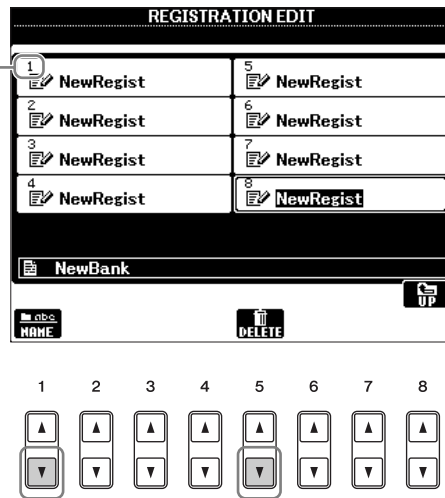 REGISTRATION EDIT
1 NewRegist
5 NewRegist
2 NewRegist
6 NewRegist
3 NewRegist
7 NewRegist
4 NewRegist
8 NewRegist
NewBank
UP
abc
NAME
DELETE
1 2 3 4 5 6 7 8